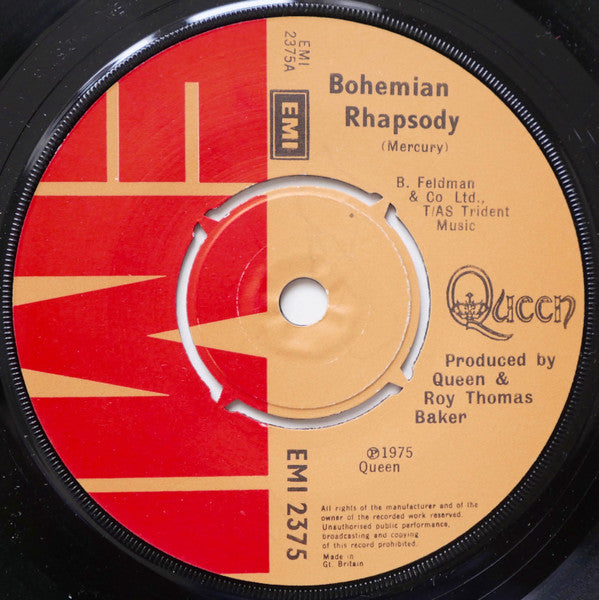 EMI
2375A
EMI
Bohemian
Rhapsody
(Mercury)
B. Feldman
& Co Ltd.,
T/AS Trident
Music
Queen
Produced by
Queen &
Roy Thomas
Baker
℗1975
Queen
EMI 2375
All rights of the manufacturer and of the
owner of the recorded work reserved.
Unauthorised public performance,
broadcasting and copying
of this record prohibited.
Made in
Gt. Britain
EMI